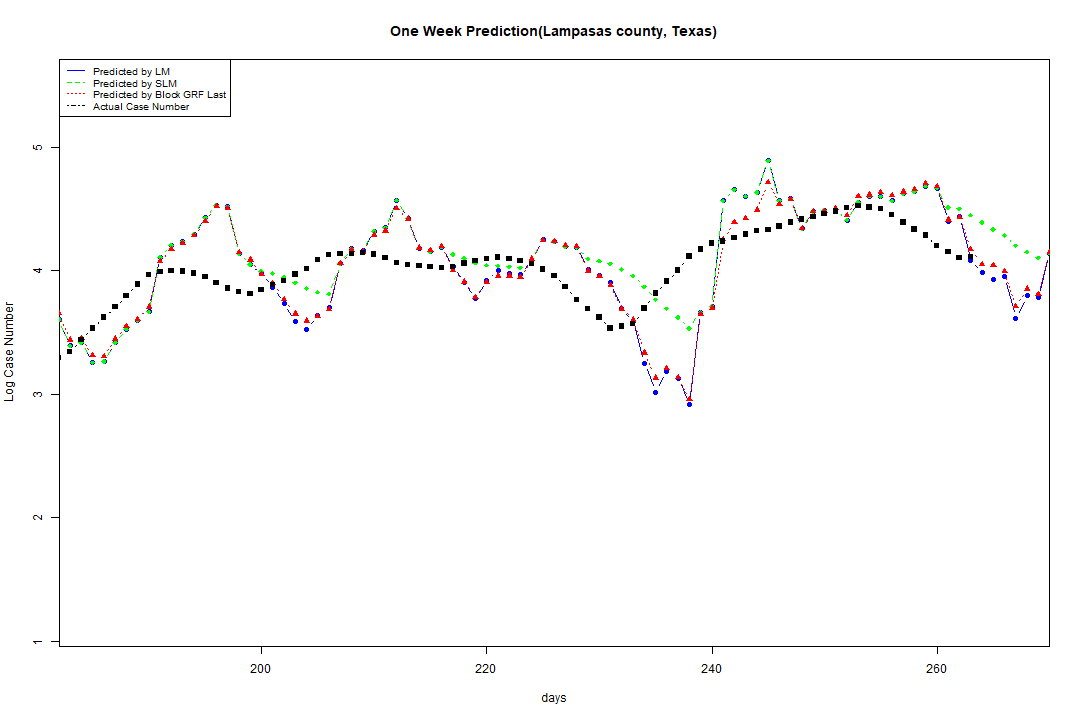 One Week Prediction(Lampasas county, Texas)
Predicted by LM
Predicted by SLM
Predicted by Block GRF Last
Actual Case Number
5
4
3
2
1
Log Case Number
200 220 240 260
days